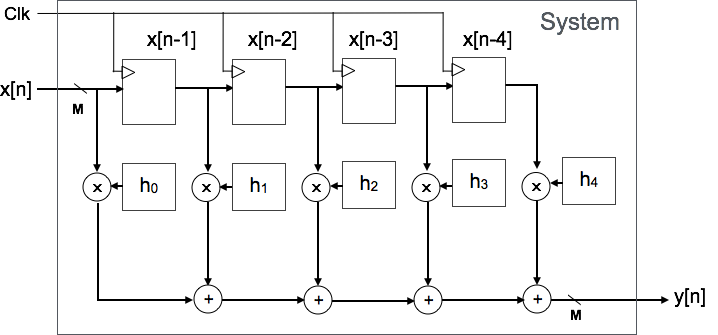 Clk
System
x[n-1] x[n-2] x[n-3] x[n-4]
x[n]
M
x x x x x
h0 h1 h2 h3 h4
+ + + +
y[n]
M